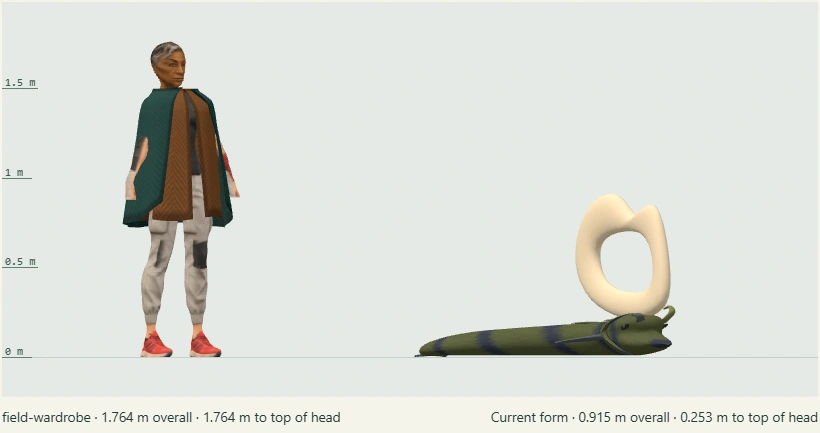 1.5 m
1 m
0.5 m
0 m
field-wardrobe · 1.764 m overall · 1.764 m to top of head
Current form · 0.915 m overall · 0.253 m to top of head